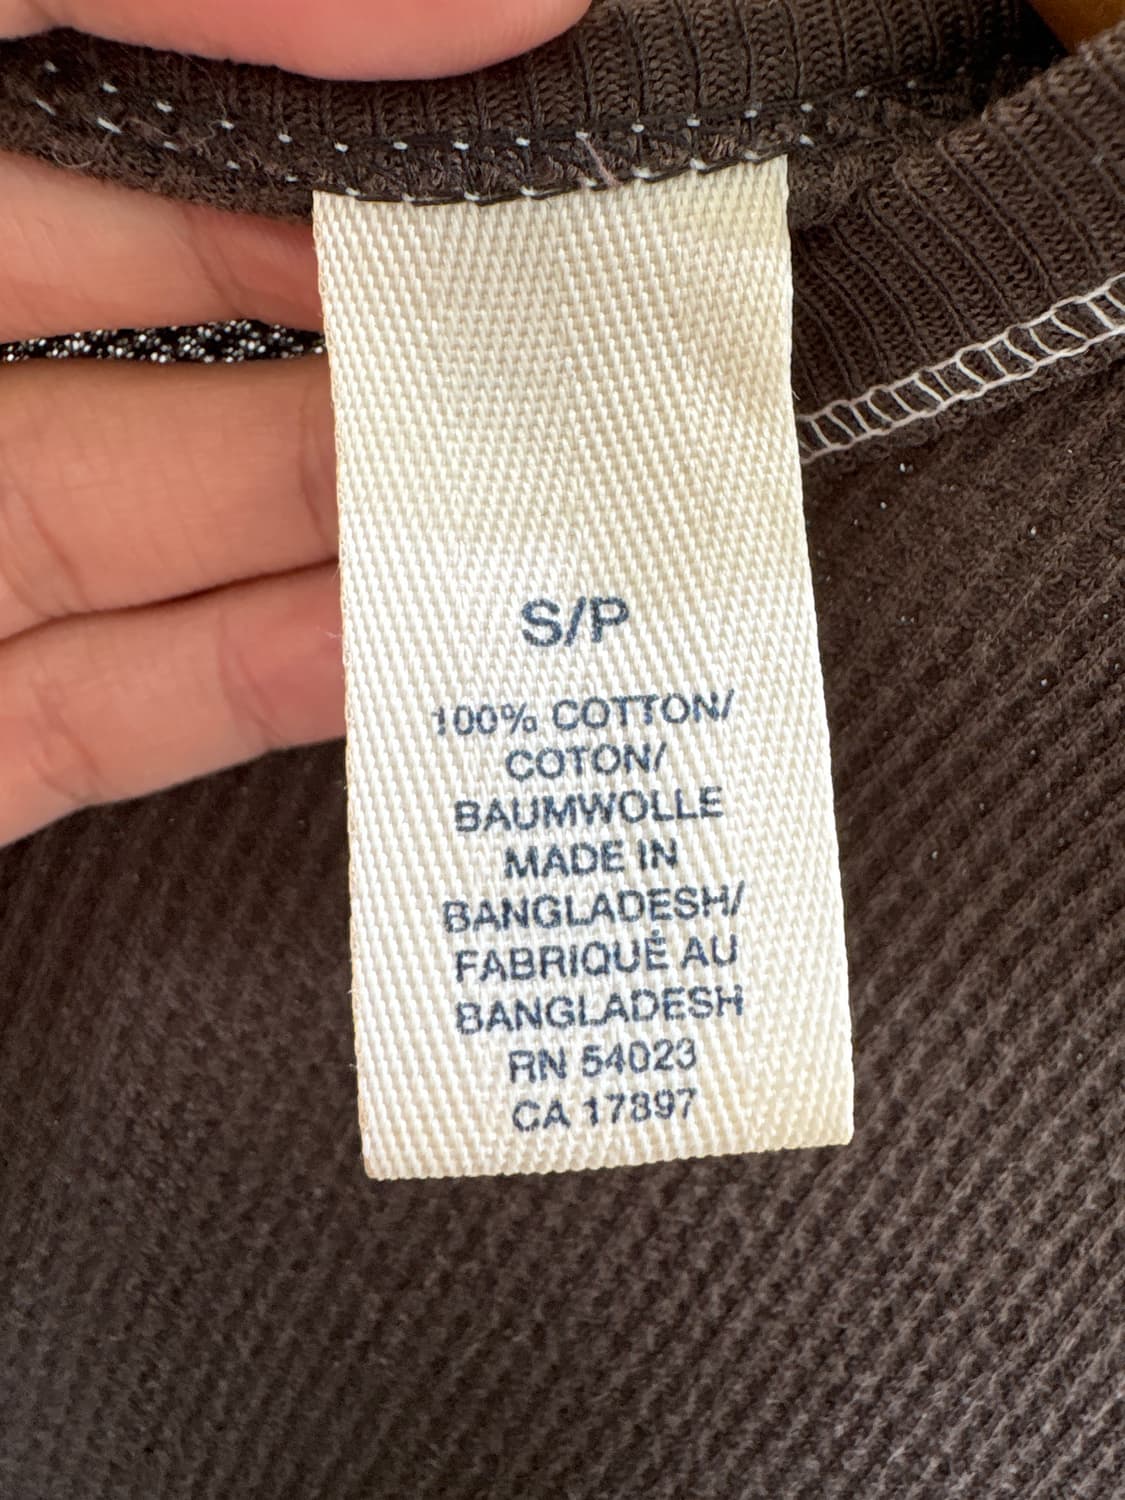 S/P
100% COTTON/
COTON/
BAUMWOLLE
MADE IN
BANGLADESH/
FABRIQUÉ AU
BANGLADESH
RN 54023
CA 17897